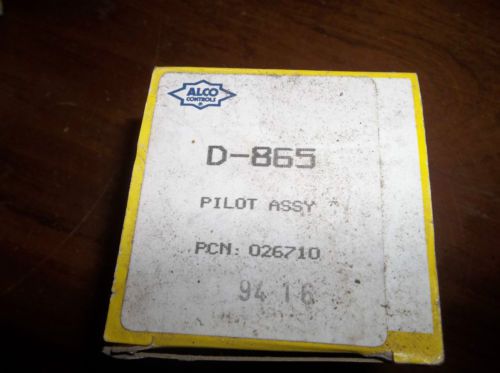 ALCO
CONTROLS
®
D-865
PILOT ASSY
PCN: 026710
94 16